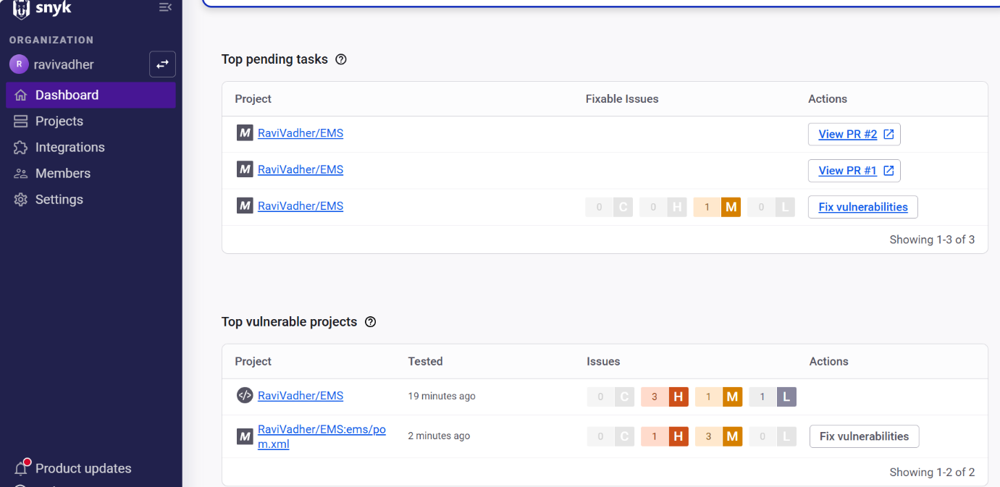 snyk
ORGANIZATION
R ravivadher
Dashboard
Projects
Integrations
Members
Settings
Product updates
Top pending tasks ?
Project Fixable Issues Actions
M RaviVadher/EMS View PR #2
M RaviVadher/EMS View PR #1
M RaviVadher/EMS 0 C 0 H 1 M 0 L Fix vulnerabilities
Showing 1-3 of 3
Top vulnerable projects ?
Project Tested Issues Actions
</> RaviVadher/EMS 19 minutes ago 0 C 3 H 1 M 1 L
M RaviVadher/EMS:ems/po
m.xml 2 minutes ago 0 C 1 H 3 M 0 L Fix vulnerabilities
Showing 1-2 of 2